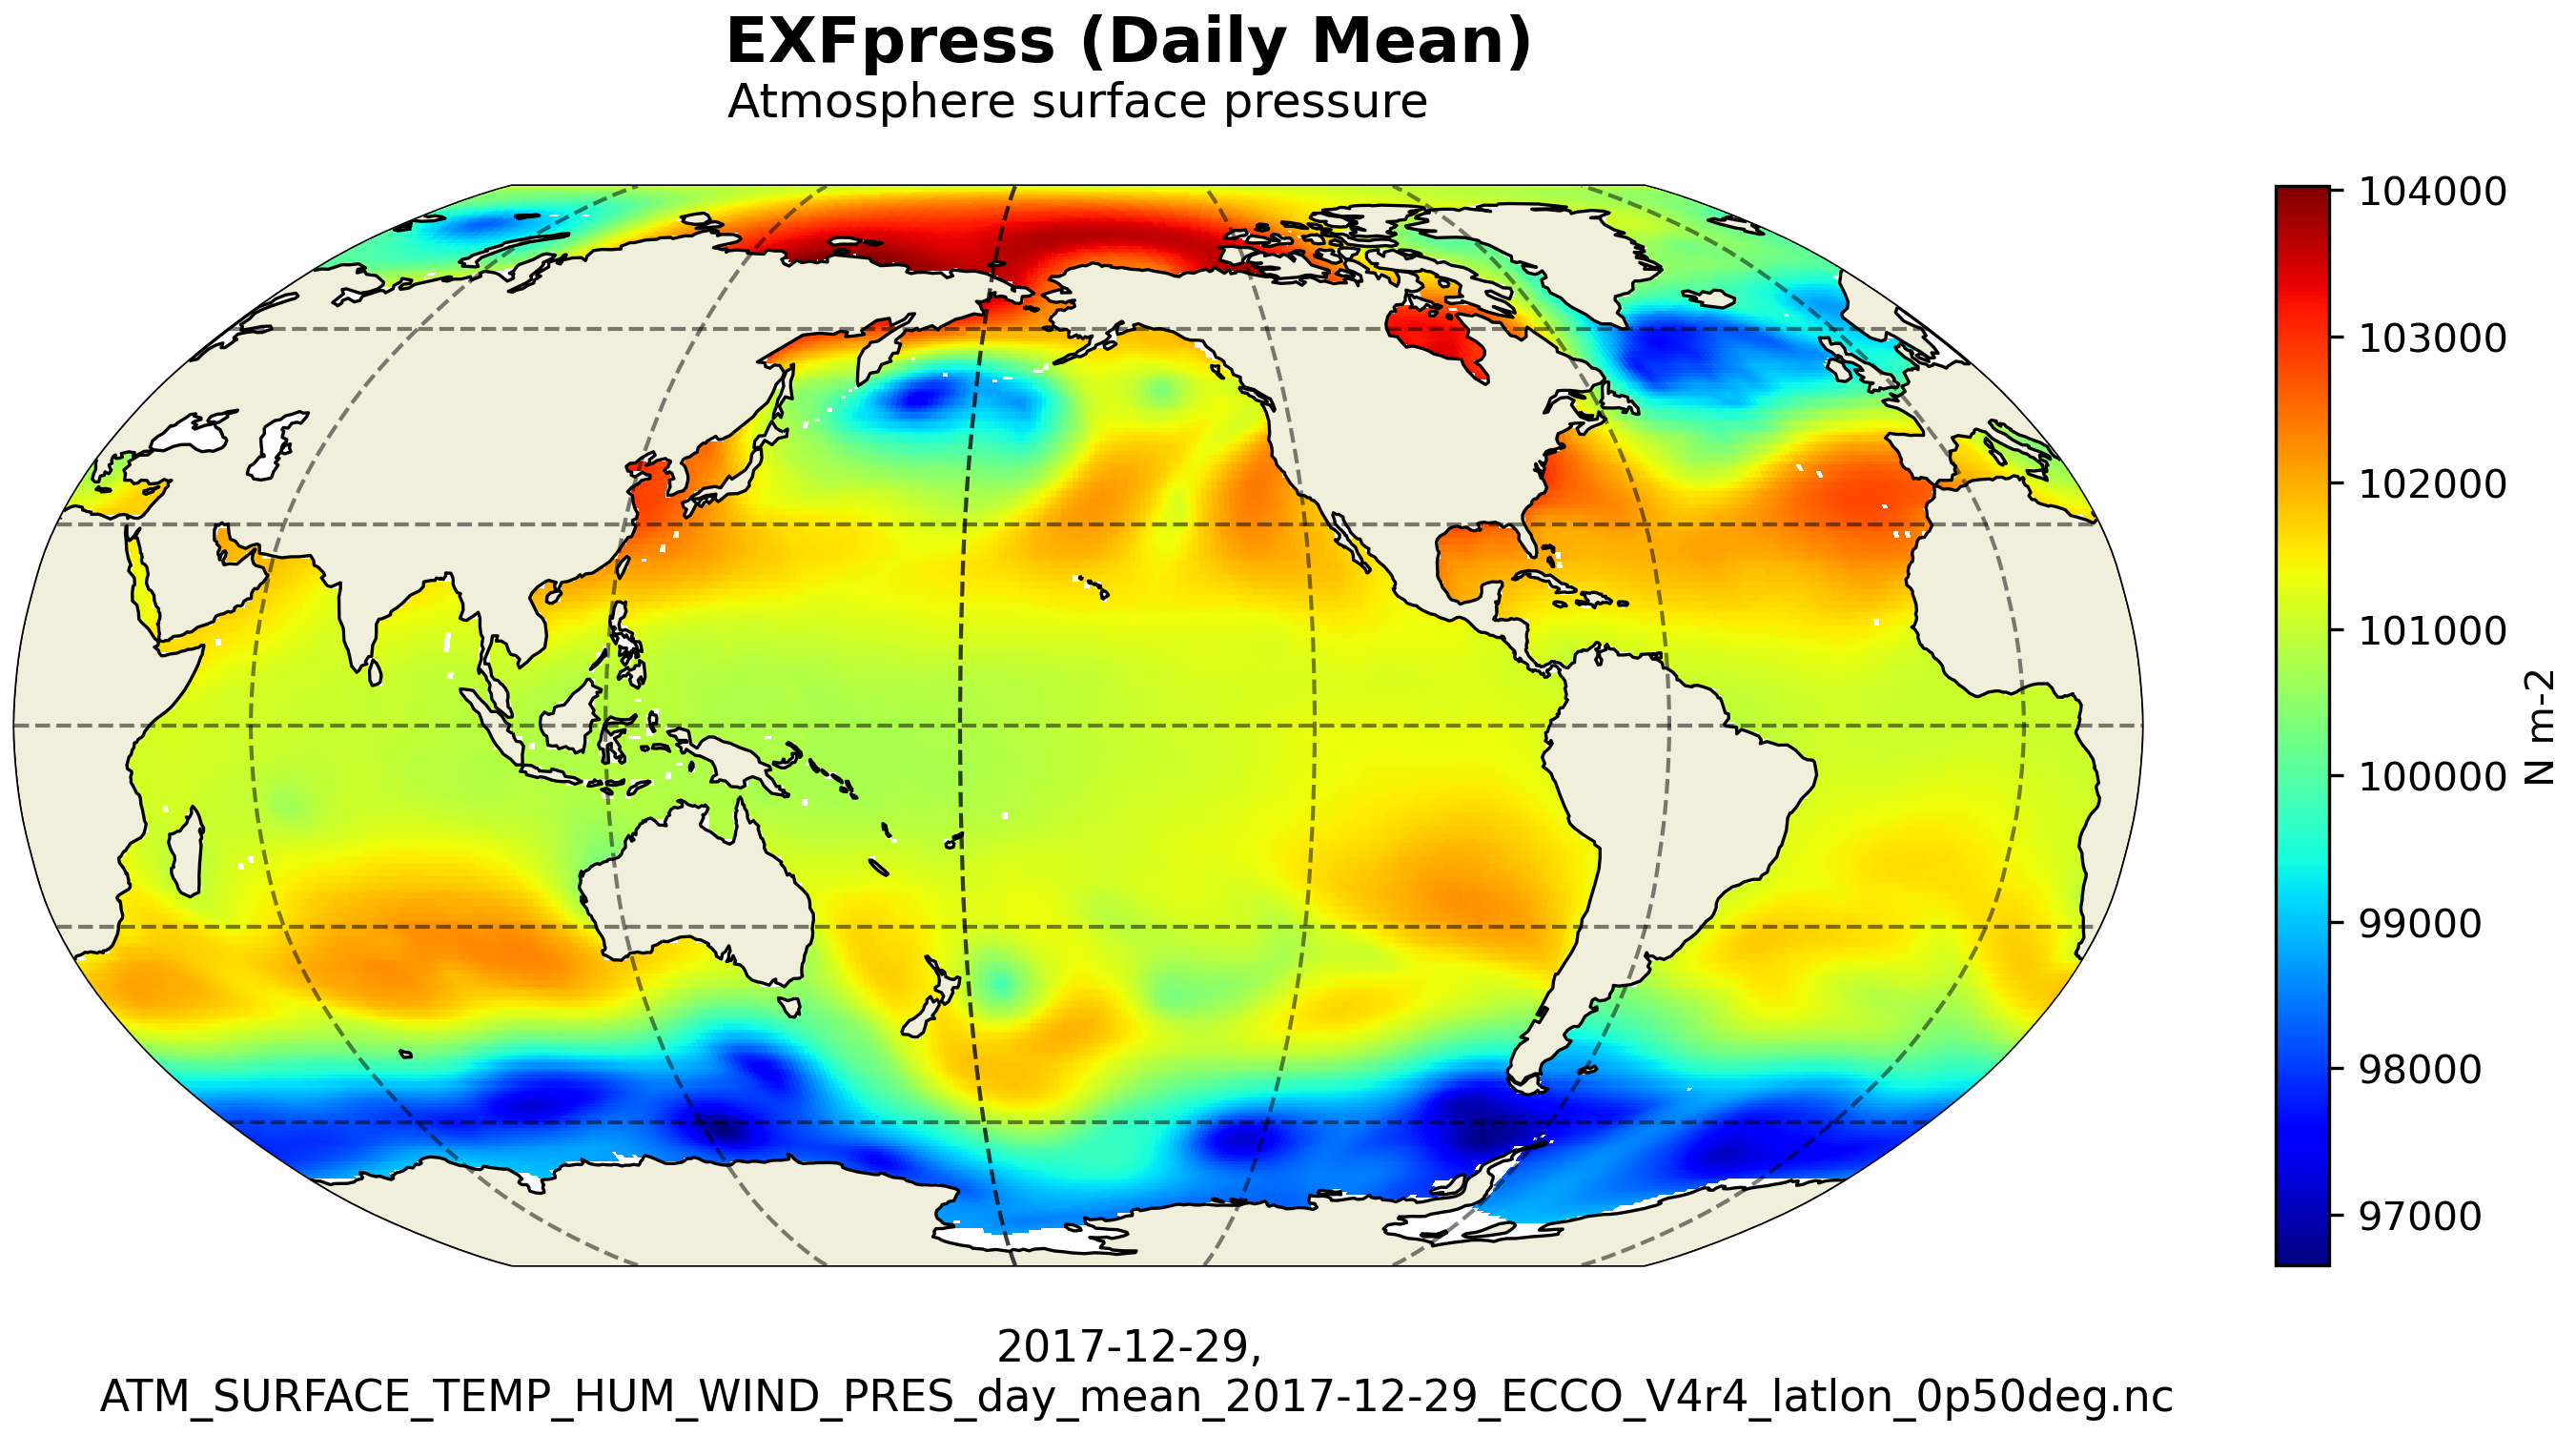 EXFpress (Daily Mean)
Atmosphere surface pressure
104000
103000
102000
101000
100000
99000
98000
97000
N m-2
2017-12-29,
ATM_SURFACE_TEMP_HUM_WIND_PRES_day_mean_2017-12-29_ECCO_V4r4_latlon_0p50deg.nc